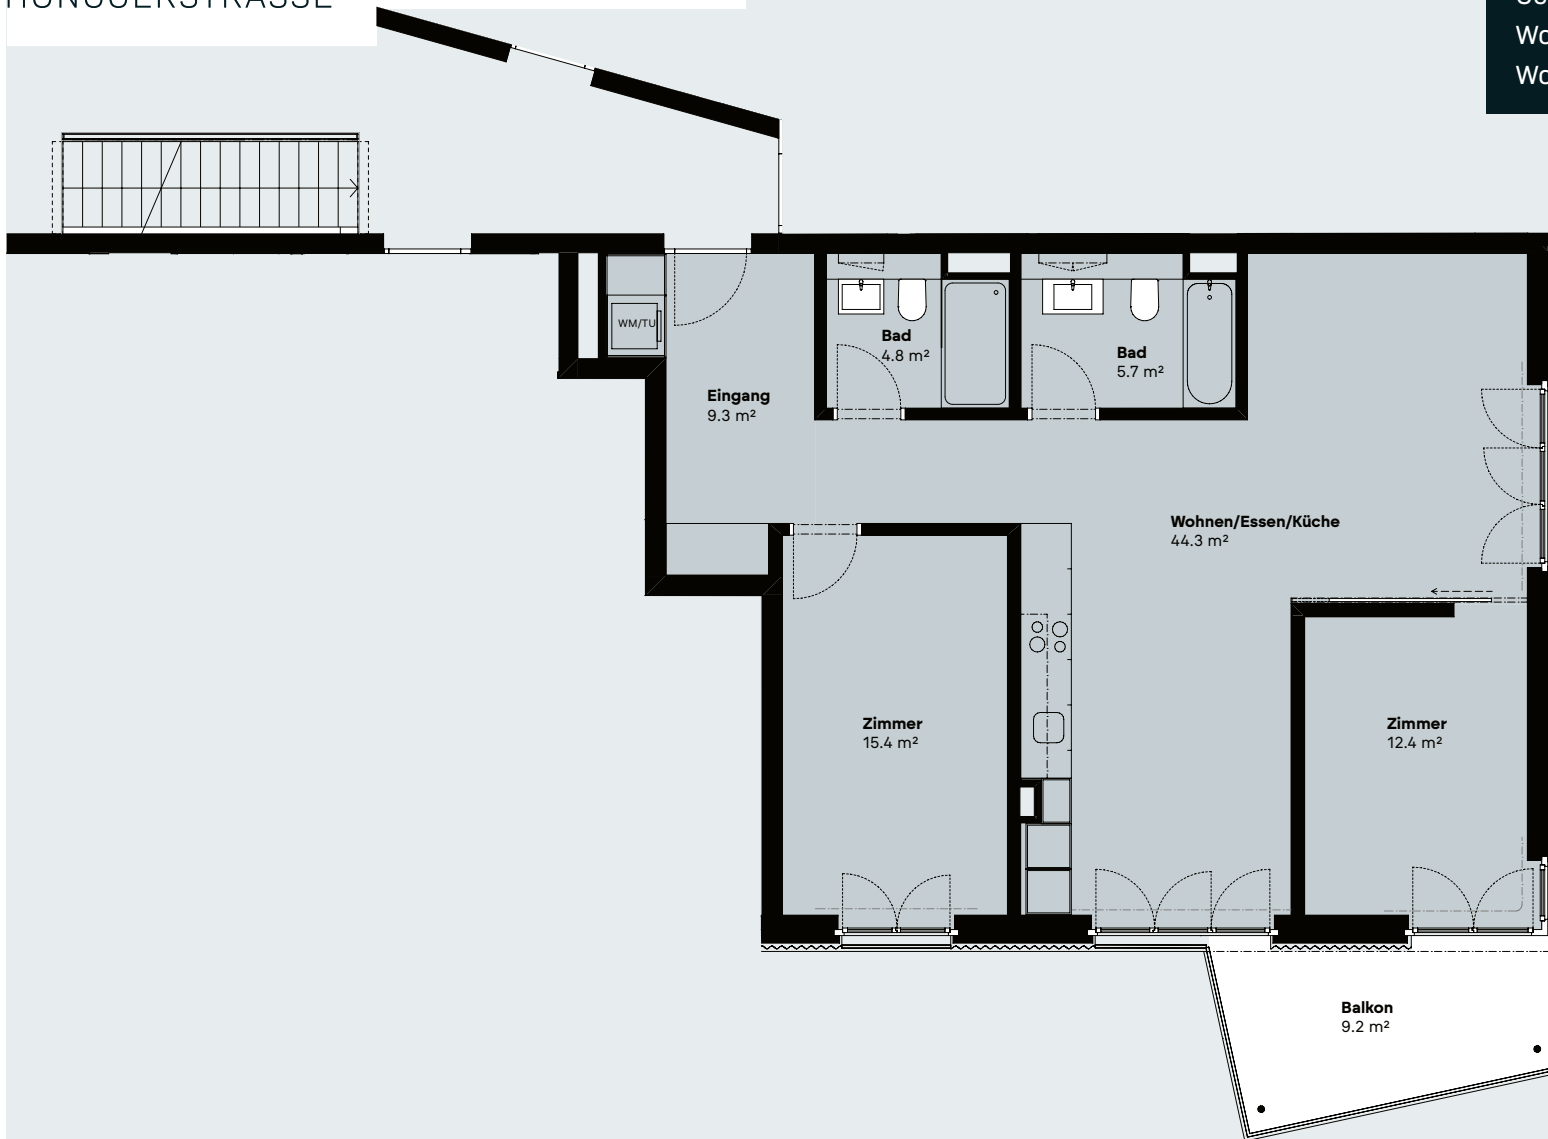 WM/TU
Bad
4.8 m²
Bad
5.7 m²
Eingang
9.3 m²
Wohnen/Essen/Küche
44.3 m²
Zimmer
15.4 m²
Zimmer
12.4 m²
Balkon
9.2 m²